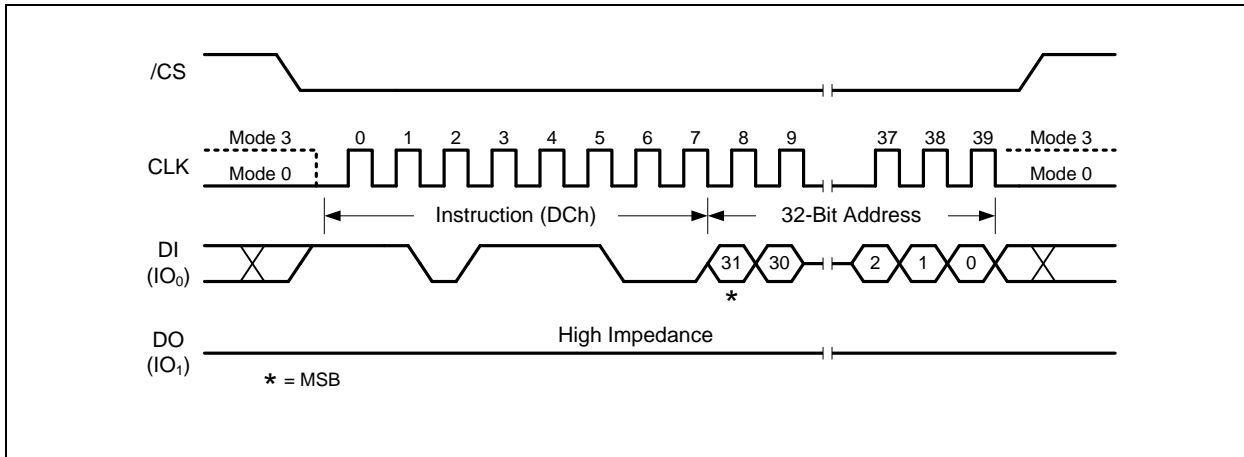 /CS
Mode 3 0 1 2 3 4 5 6 7 8 9 37 38 39 Mode 3
CLK
Mode 0 Mode 0
Instruction (DCh) 32-Bit Address
DI
(IO₀)
31 30 2 1 0
*
High Impedance
DO
(IO₁)
* = MSB